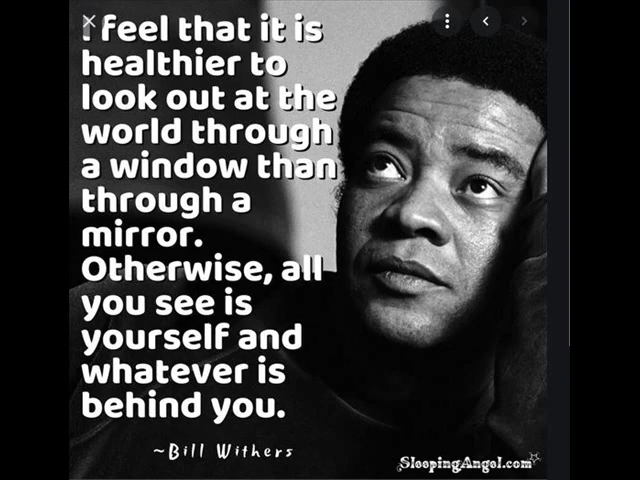 I feel that it is
healthier to
look out at the
world through
a window than
through a
mirror.
Otherwise, all
you see is
yourself and
whatever is
behind you.
~Bill Withers
SleepingAngel.com